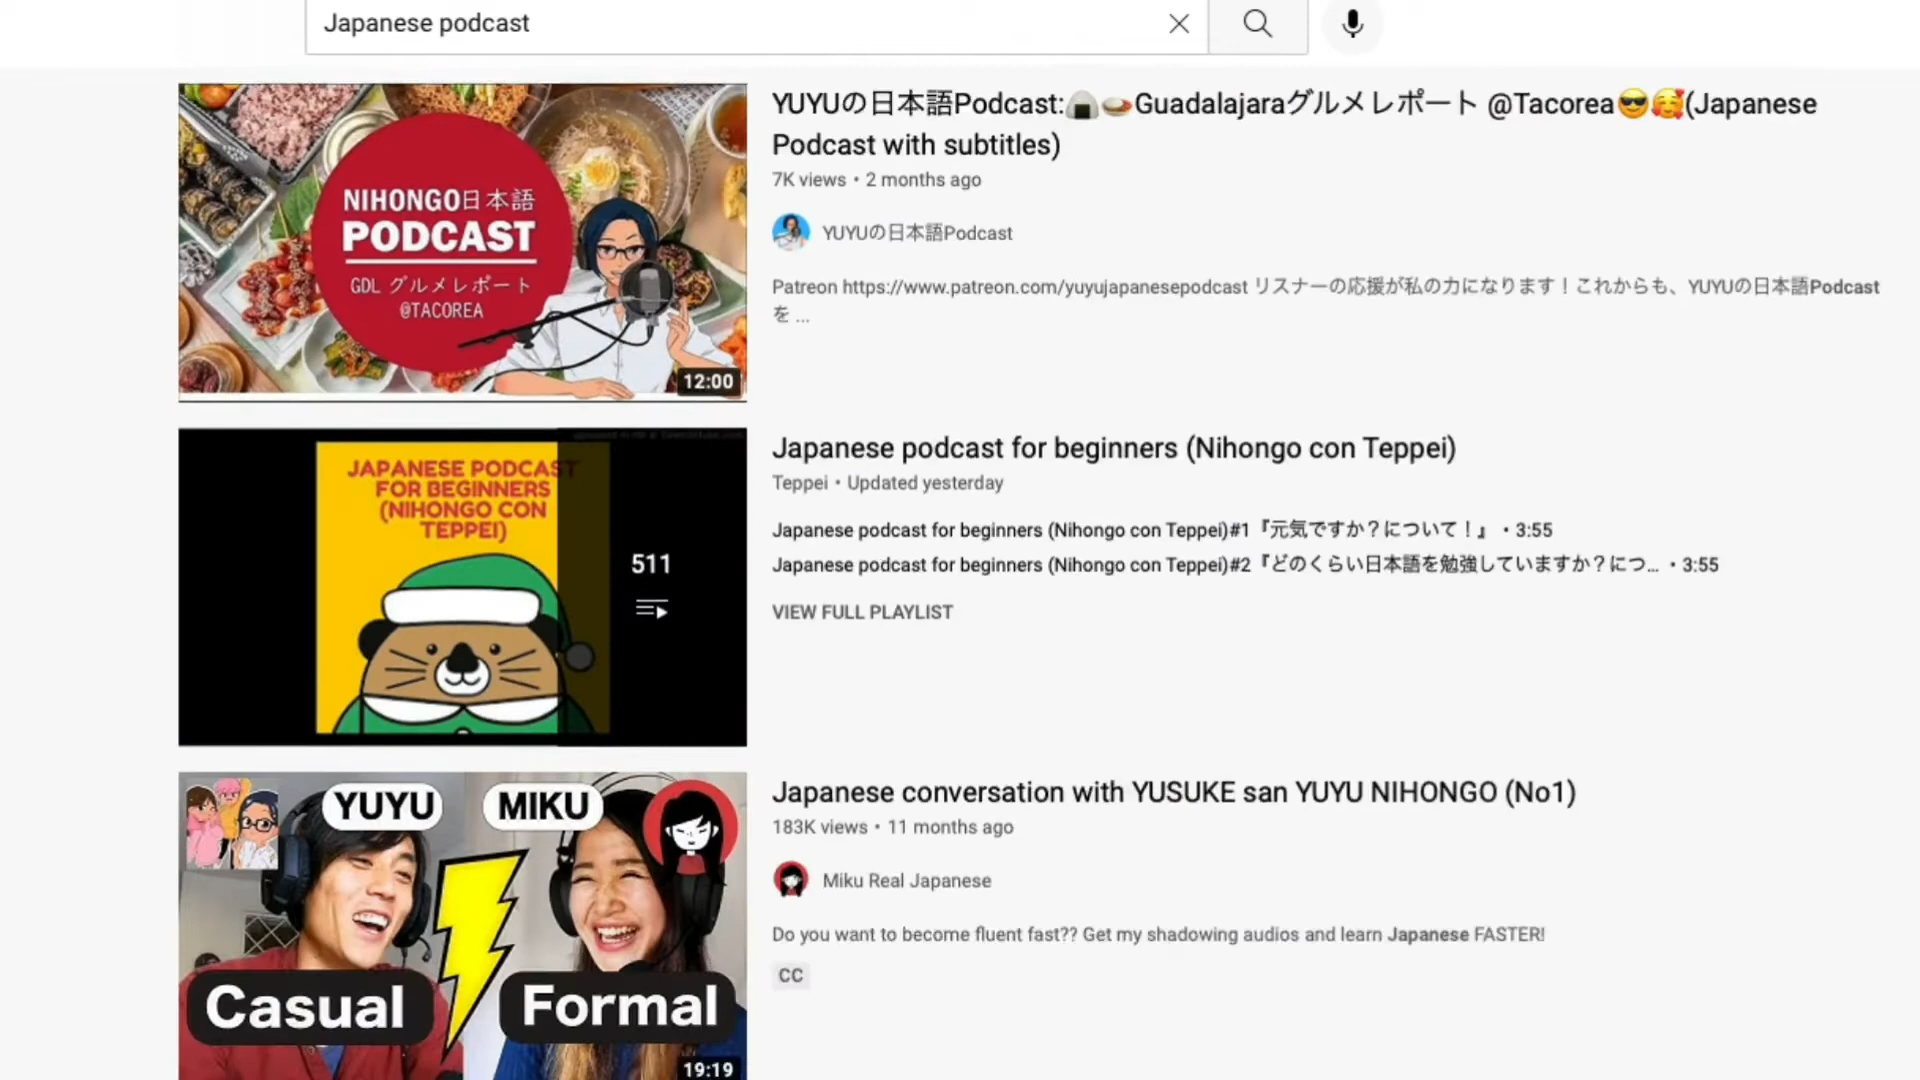 Japanese podcast
NIHONGO日本語
PODCAST
GDL グルメレポート
@TACOREA
12:00
YUYUの日本語Podcast:🍙🍛Guadalajaraグルメレポート @Tacorea😎🥰(Japanese
Podcast with subtitles)
7K views • 2 months ago
YUYUの日本語Podcast
Patreon https://www.patreon.com/yuyujapanesepodcast リスナーの応援が私の力になります！これからも、YUYUの日本語Podcast
を ...
JAPANESE PODCAST
FOR BEGINNERS
(NIHONGO CON
TEPPEI)
511
Japanese podcast for beginners (Nihongo con Teppei)
Teppei • Updated yesterday
Japanese podcast for beginners (Nihongo con Teppei)#1『元気ですか？について！』 • 3:55
Japanese podcast for beginners (Nihongo con Teppei)#2『どのくらい日本語を勉強していますか？につ... • 3:55
VIEW FULL PLAYLIST
YUYU
MIKU
Casual
Formal
19:19
Japanese conversation with YUSUKE san YUYU NIHONGO (No1)
183K views • 11 months ago
Miku Real Japanese
Do you want to become fluent fast?? Get my shadowing audios and learn Japanese FASTER!
CC